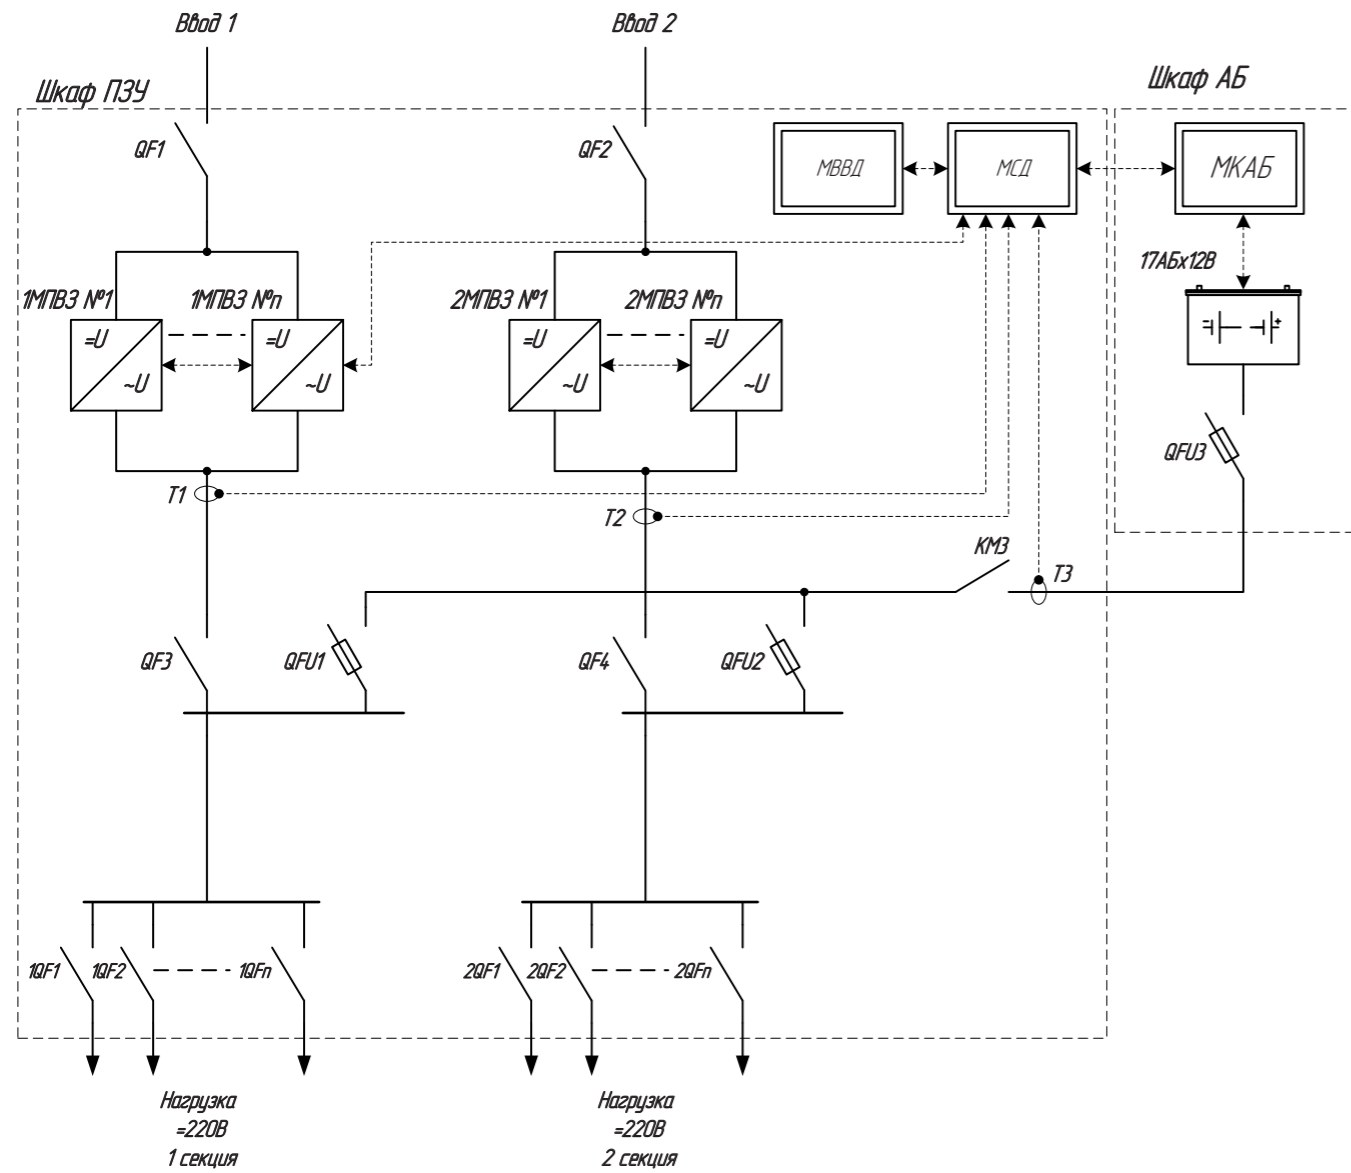 Ввод 1
Ввод 2
Шкаф ПЗУ
Шкаф АБ
QF1
QF2
МВВД
МСД
МКАБ
17АБх12В
1МПВЗ №1
1МПВЗ №n
2МПВЗ №1
2МПВЗ №n
=U
~U
=U
~U
=U
~U
=U
~U
=
+
QFU3
T1
T2
КМ3
T3
QF3
QFU1
QF4
QFU2
1QF1
1QF2
1QFn
2QF1
2QF2
2QFn
Нагрузка
=220В
1 секция
Нагрузка
=220В
2 секция